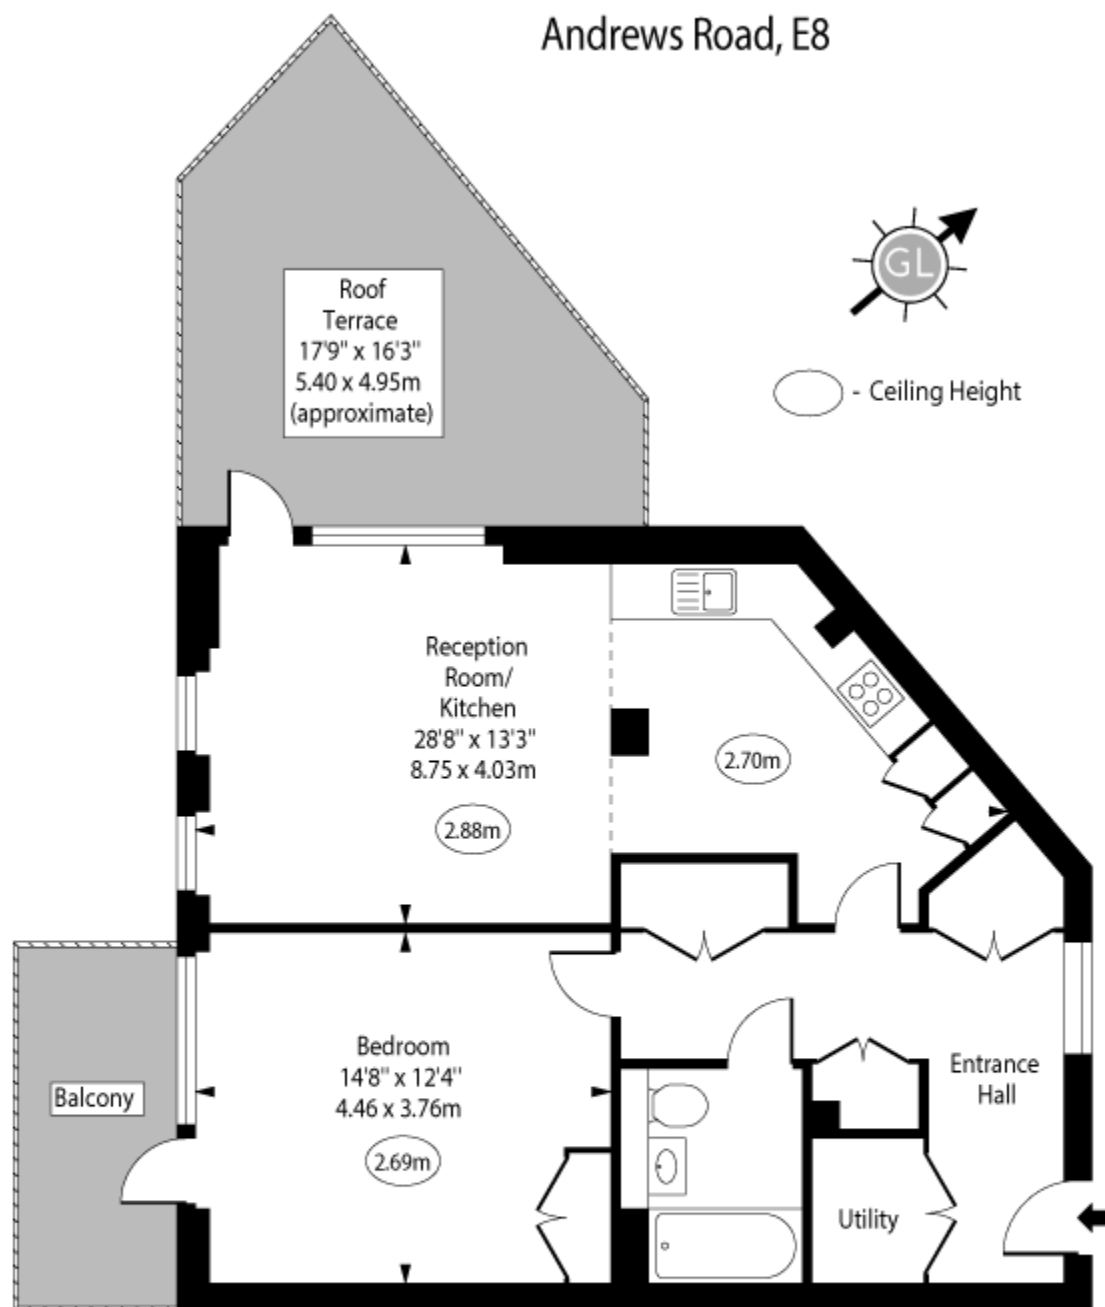 Andrews Road, E8
GL
- Ceiling Height
Roof
Terrace
17'9" x 16'3"
5.40 x 4.95m
(approximate)
Reception
Room/
Kitchen
28'8" x 13'3"
8.75 x 4.03m
2.88m
2.70m
Balcony
Bedroom
14'8" x 12'4"
4.46 x 3.76m
2.69m
Entrance
Hall
Utility